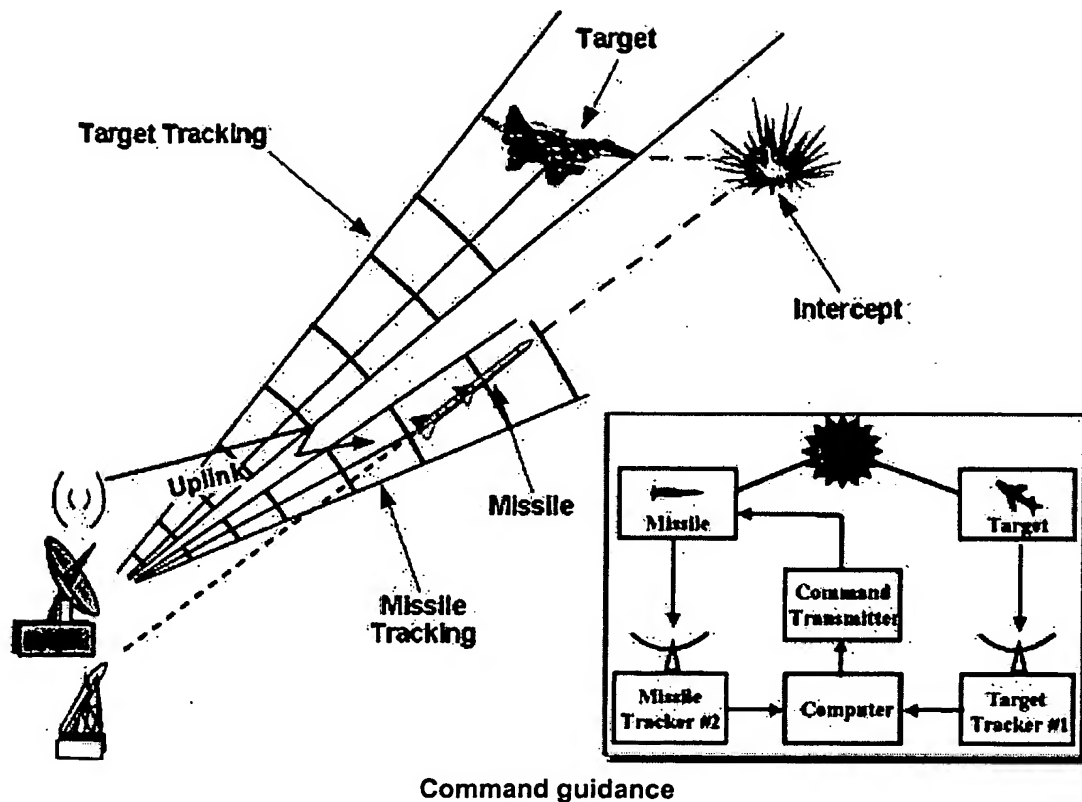 Target
Target Tracking
Intercept
Uplink
Missile
Missile
Tracking
Missile
Target
Command
Transmitter
Missile
Tracker #2
Computer
Target
Tracker #1
Command guidance